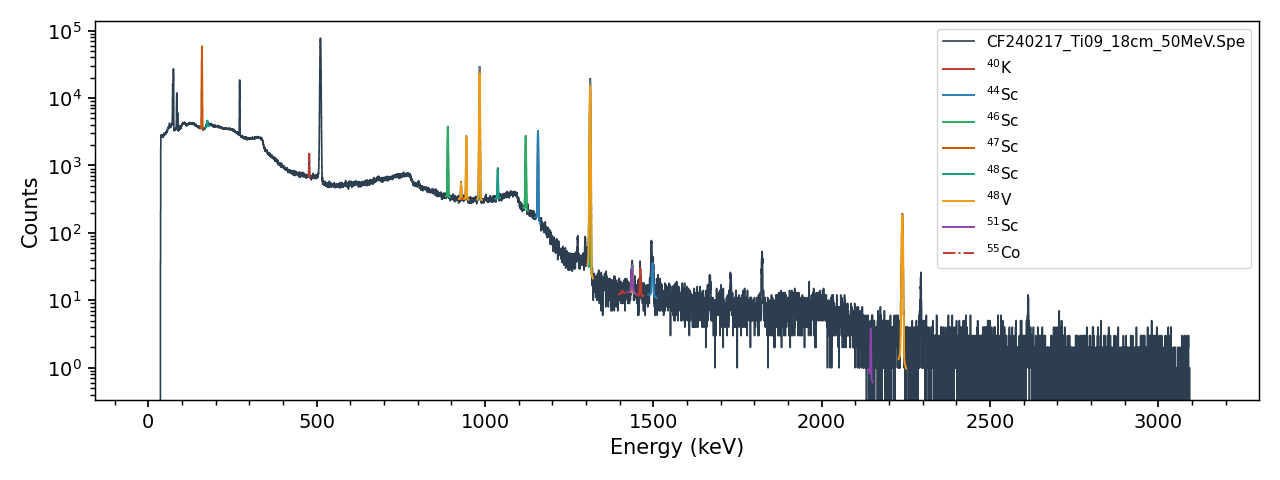 10^5
10^4
10^3
10^2
10^1
10^0
Counts
CF240217_Ti09_18cm_50MeV.Spe
^40K
^44Sc
^46Sc
^47Sc
^48Sc
^48V
^51Sc
^55Co
0 500 1000 1500 2000 2500 3000
Energy (keV)